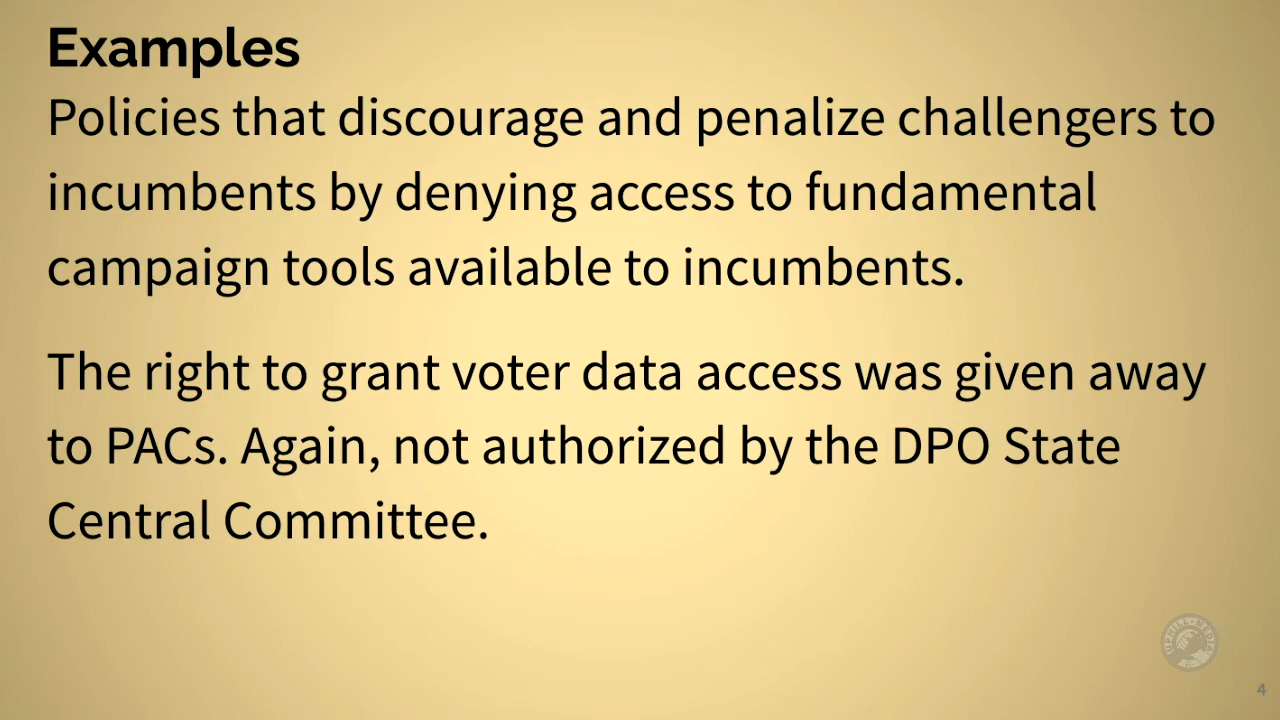 Examples
Policies that discourage and penalize challengers to
incumbents by denying access to fundamental
campaign tools available to incumbents.
The right to grant voter data access was given away
to PACs. Again, not authorized by the DPO State
Central Committee.
UPHILL MEDIA
4